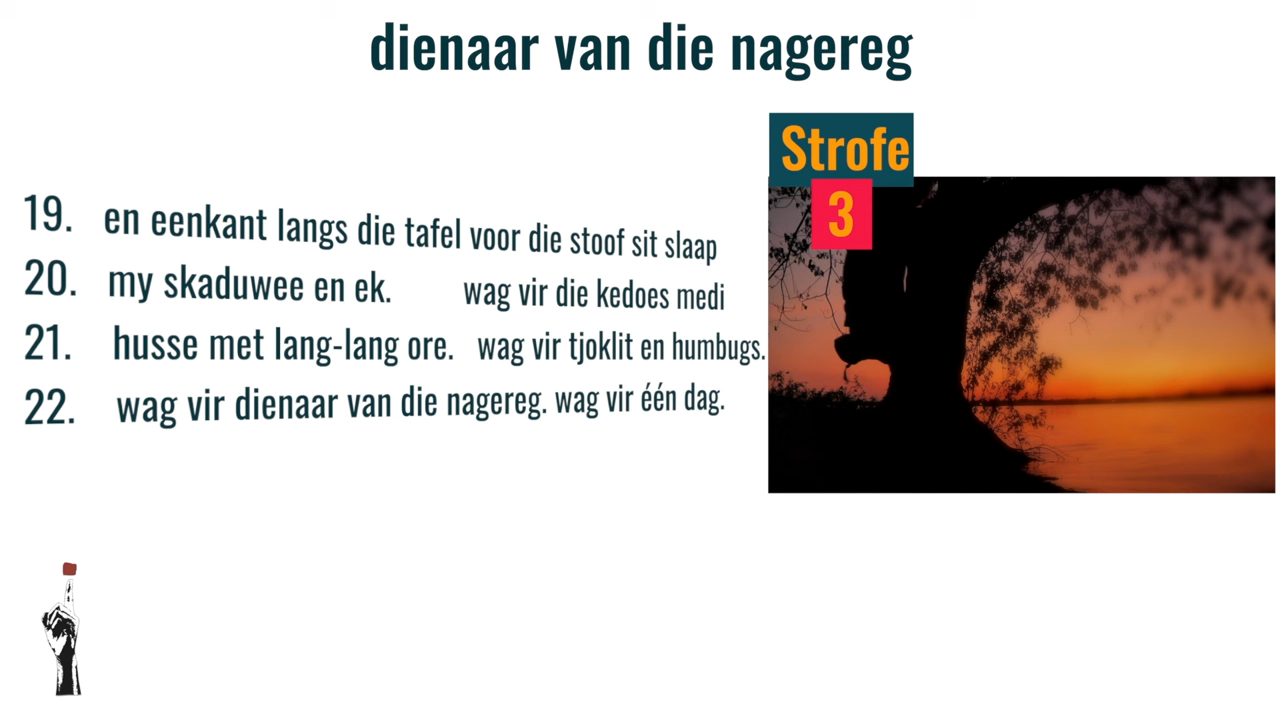 dienaar van die nagereg
Strofe
3
19. en eenkant langs die tafel voor die stoof sit slaap
20. my skaduwee en ek. wag vir die kedoes medi
21. husse met lang-lang ore. wag vir tjoklit en humbugs.
22. wag vir dienaar van die nagereg. wag vir één dag.